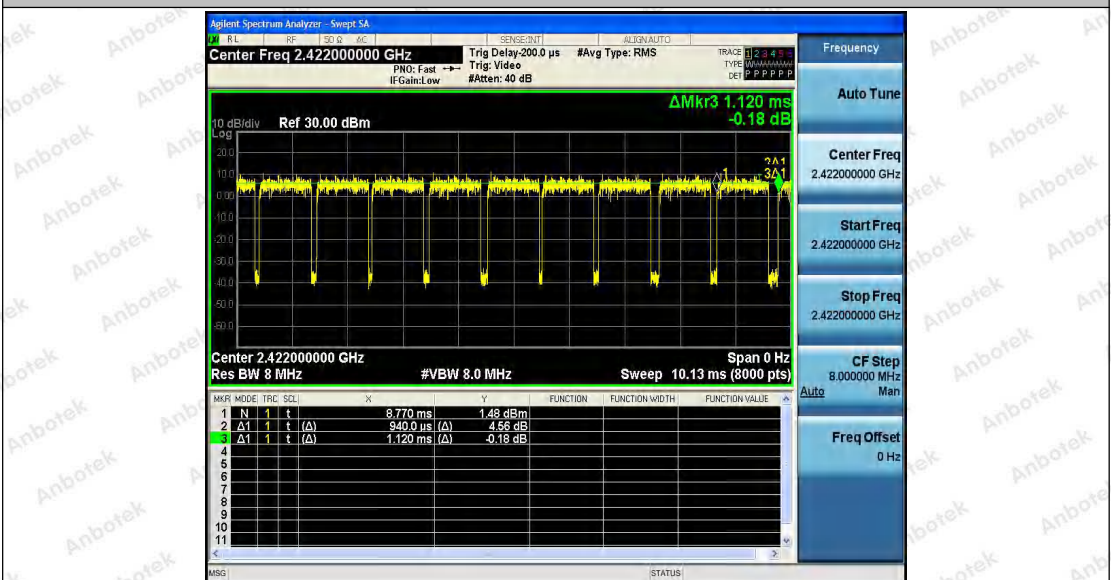 Agilent Spectrum Analyzer - Swept SA
RL RF 50 Ω AC SENSE:INT ALIGNAUTO
Center Freq 2.422000000 GHz
PNO: Fast
IFGain:Low
Trig Delay-200.0 µs
Trig: Video
#Atten: 40 dB
#Avg Type: RMS
TRACE 1 2 3 4 5 6
TYPE
DET P P P P P P
ΔMkr3 1.120 ms
-0.18 dB
10 dB/div
Log
Ref 30.00 dBm
20.0
10.0
0.00
-10.0
-20.0
-30.0
-40.0
-50.0
-60.0
1
2Δ1
3Δ1
Center 2.422000000 GHz
Span 0 Hz
Res BW 8 MHz
#VBW 8.0 MHz
Sweep 10.13 ms (8000 pts)
MKR MODE TRC SCL X Y FUNCTION FUNCTION WIDTH FUNCTION VALUE
1 N 1 t 8.770 ms 1.48 dBm
2 Δ1 1 t (Δ) 940.0 µs (Δ) 4.56 dB
3 Δ1 1 t (Δ) 1.120 ms (Δ) -0.18 dB
4
5
6
7
8
9
10
11
MSG
STATUS
Frequency
Auto Tune
Center Freq
2.422000000 GHz
Start Freq
2.422000000 GHz
Stop Freq
2.422000000 GHz
CF Step
8.000000 MHz
Auto Man
Freq Offset
0 Hz
Anbotek